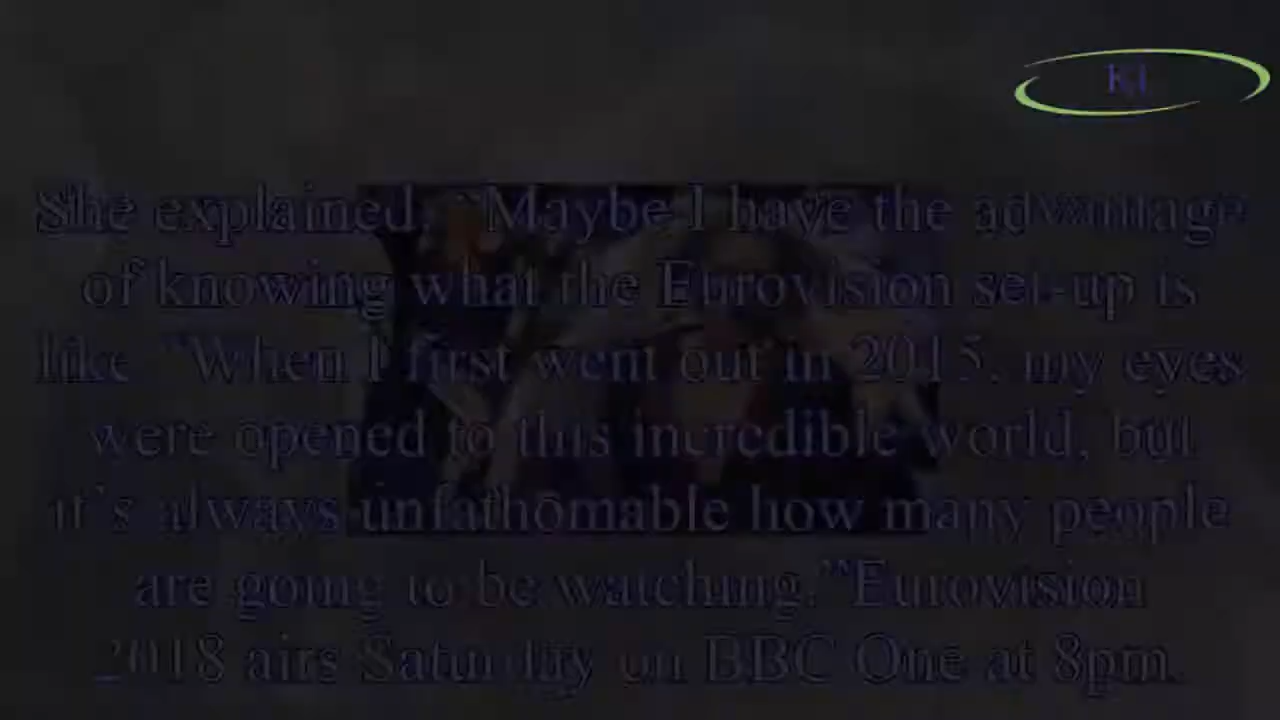 KI
She explained, "Maybe I have the advantage
of knowing what the Eurovision set-up is
like. "When I first went out in 2015, my eyes
were opened to this incredible world, but
it's always unfathomable how many people
are going to be watching."Eurovision
2018 airs Saturday on BBC One at 8pm.